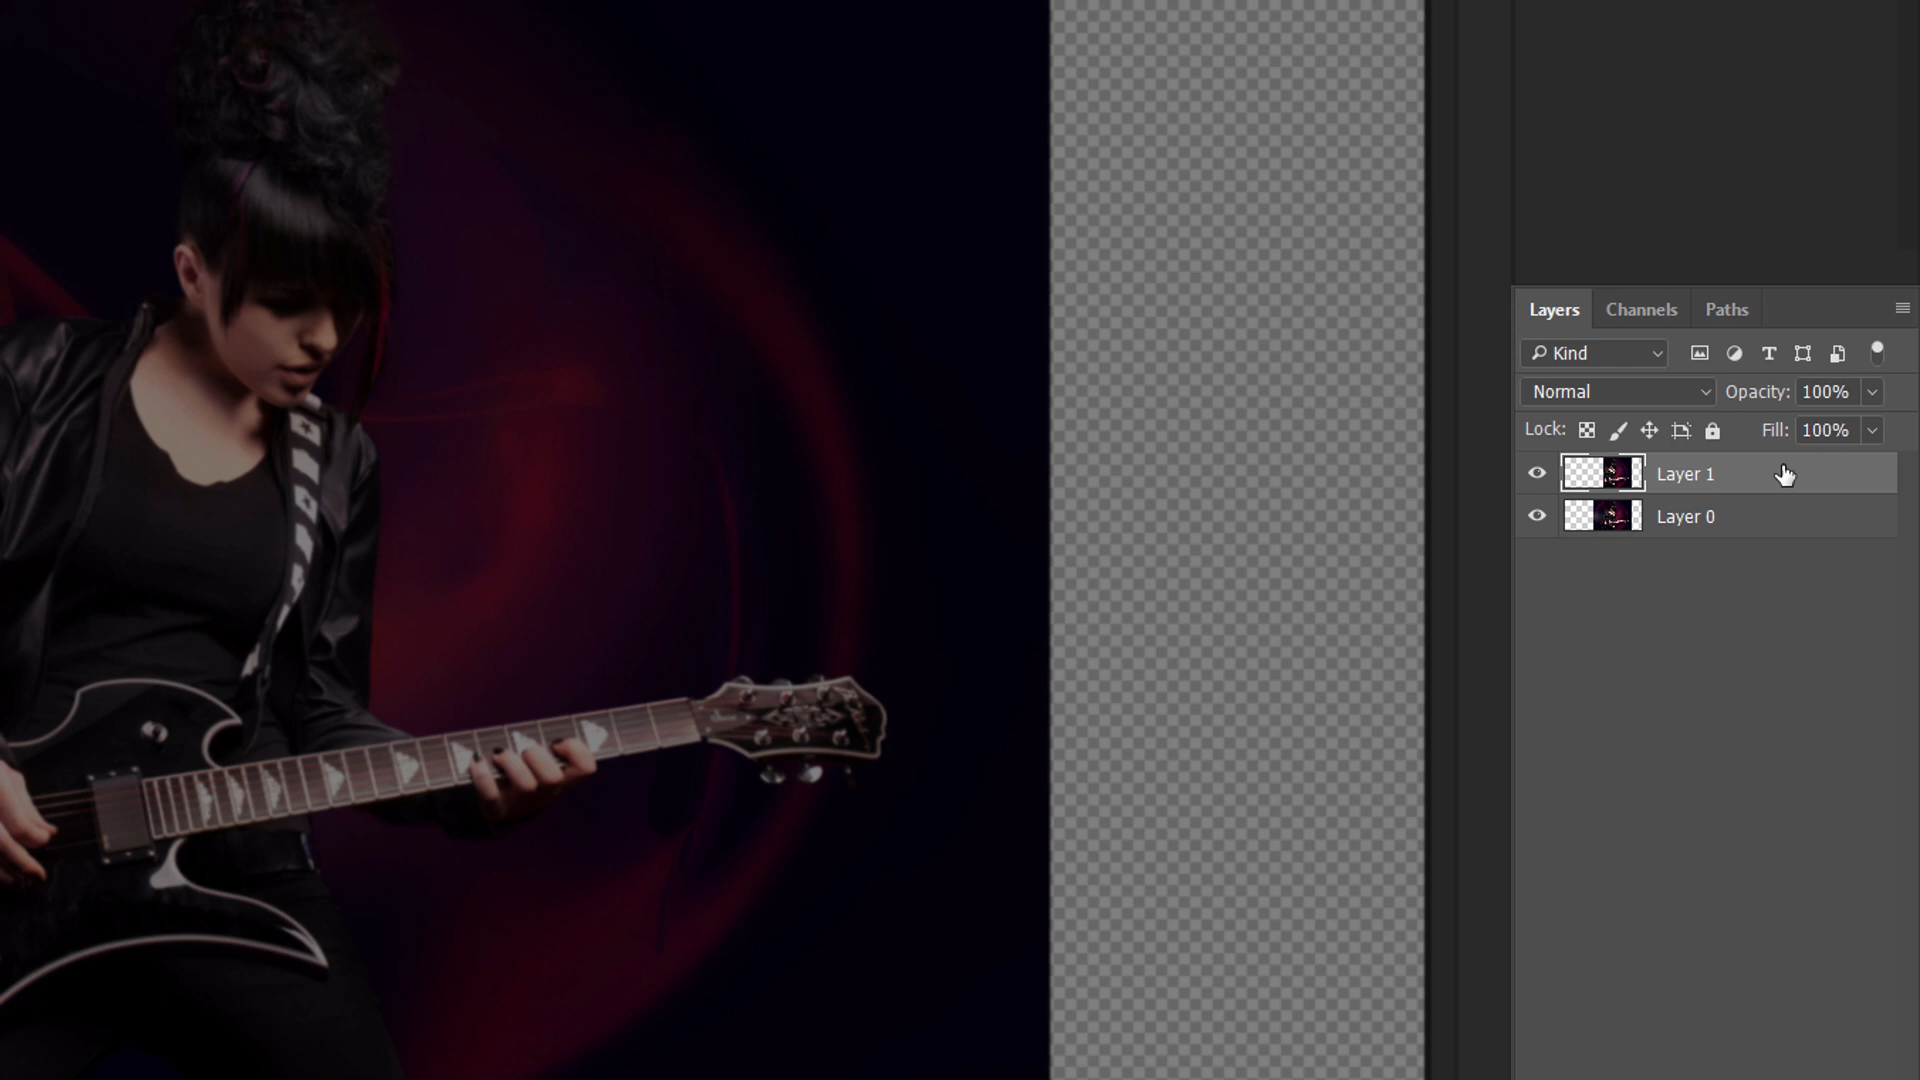 Layers Channels Paths
Kind
Normal Opacity: 100%
Lock: Fill: 100%
Layer 1
Layer 0